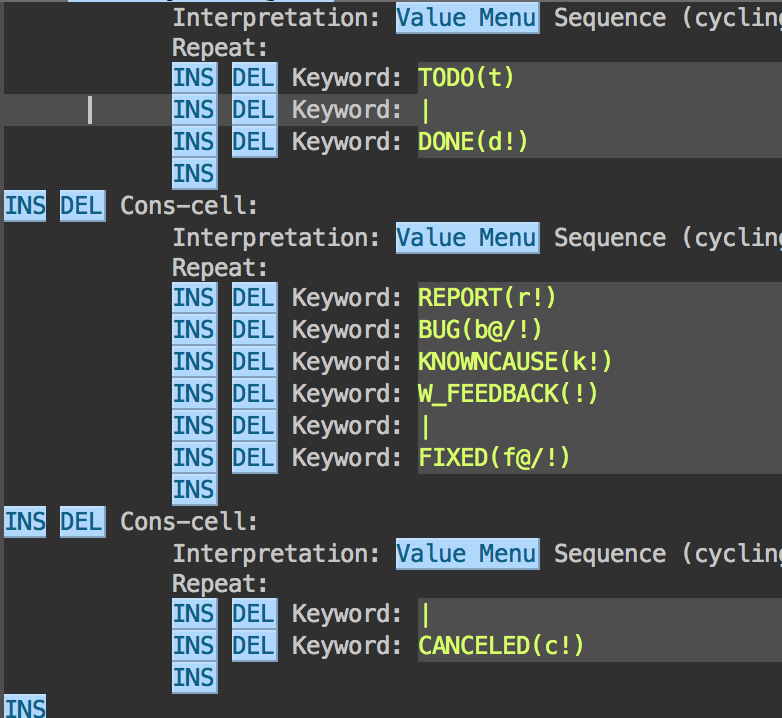 Interpretation: Value Menu Sequence (cycling
Repeat:
INS DEL Keyword: TODO(t)
INS DEL Keyword: |
INS DEL Keyword: DONE(d!)
INS
INS DEL Cons-cell:
Interpretation: Value Menu Sequence (cycling
Repeat:
INS DEL Keyword: REPORT(r!)
INS DEL Keyword: BUG(b@/!)
INS DEL Keyword: KNOWNCAUSE(k!)
INS DEL Keyword: W_FEEDBACK(!)
INS DEL Keyword: |
INS DEL Keyword: FIXED(f@/!)
INS
INS DEL Cons-cell:
Interpretation: Value Menu Sequence (cycling
Repeat:
INS DEL Keyword: |
INS DEL Keyword: CANCELED(c!)
INS
INS